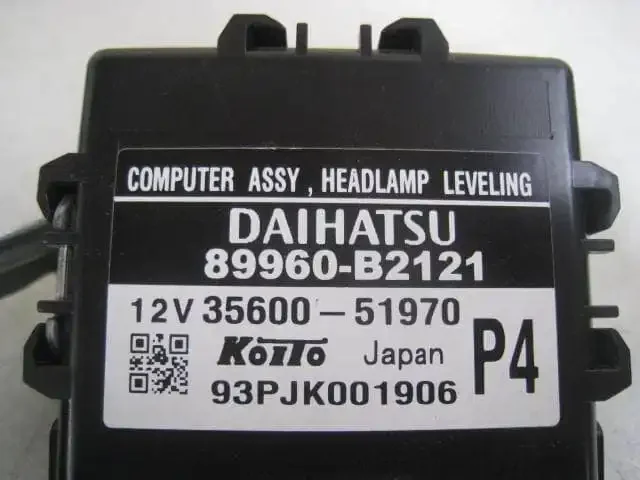 COMPUTER ASSY , HEADLAMP LEVELING
DAIHATSU
89960-B2121
12V 35600-51970
KOITO Japan P4
93PJK001906